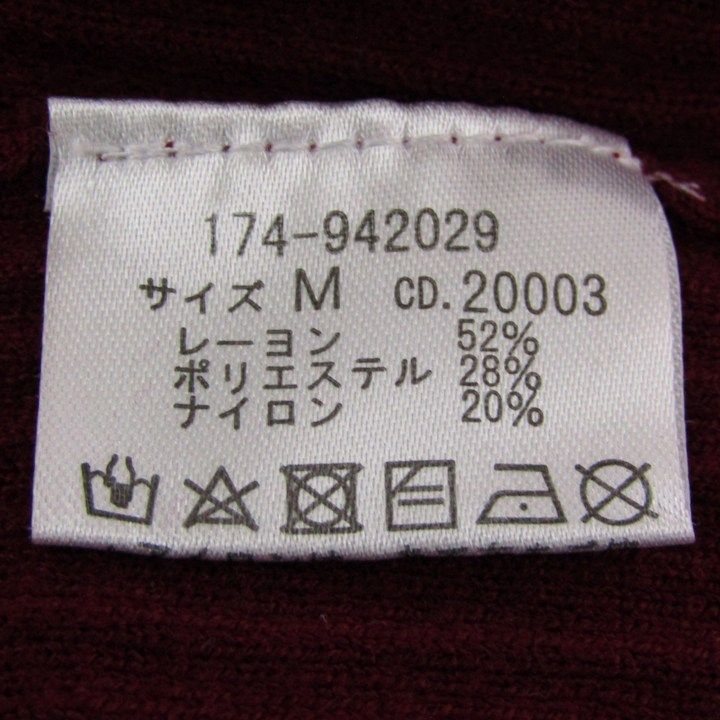 174-942029
サイズ M CD. 20003
レーヨン 52%
ポリエステル 28%
ナイロン 20%